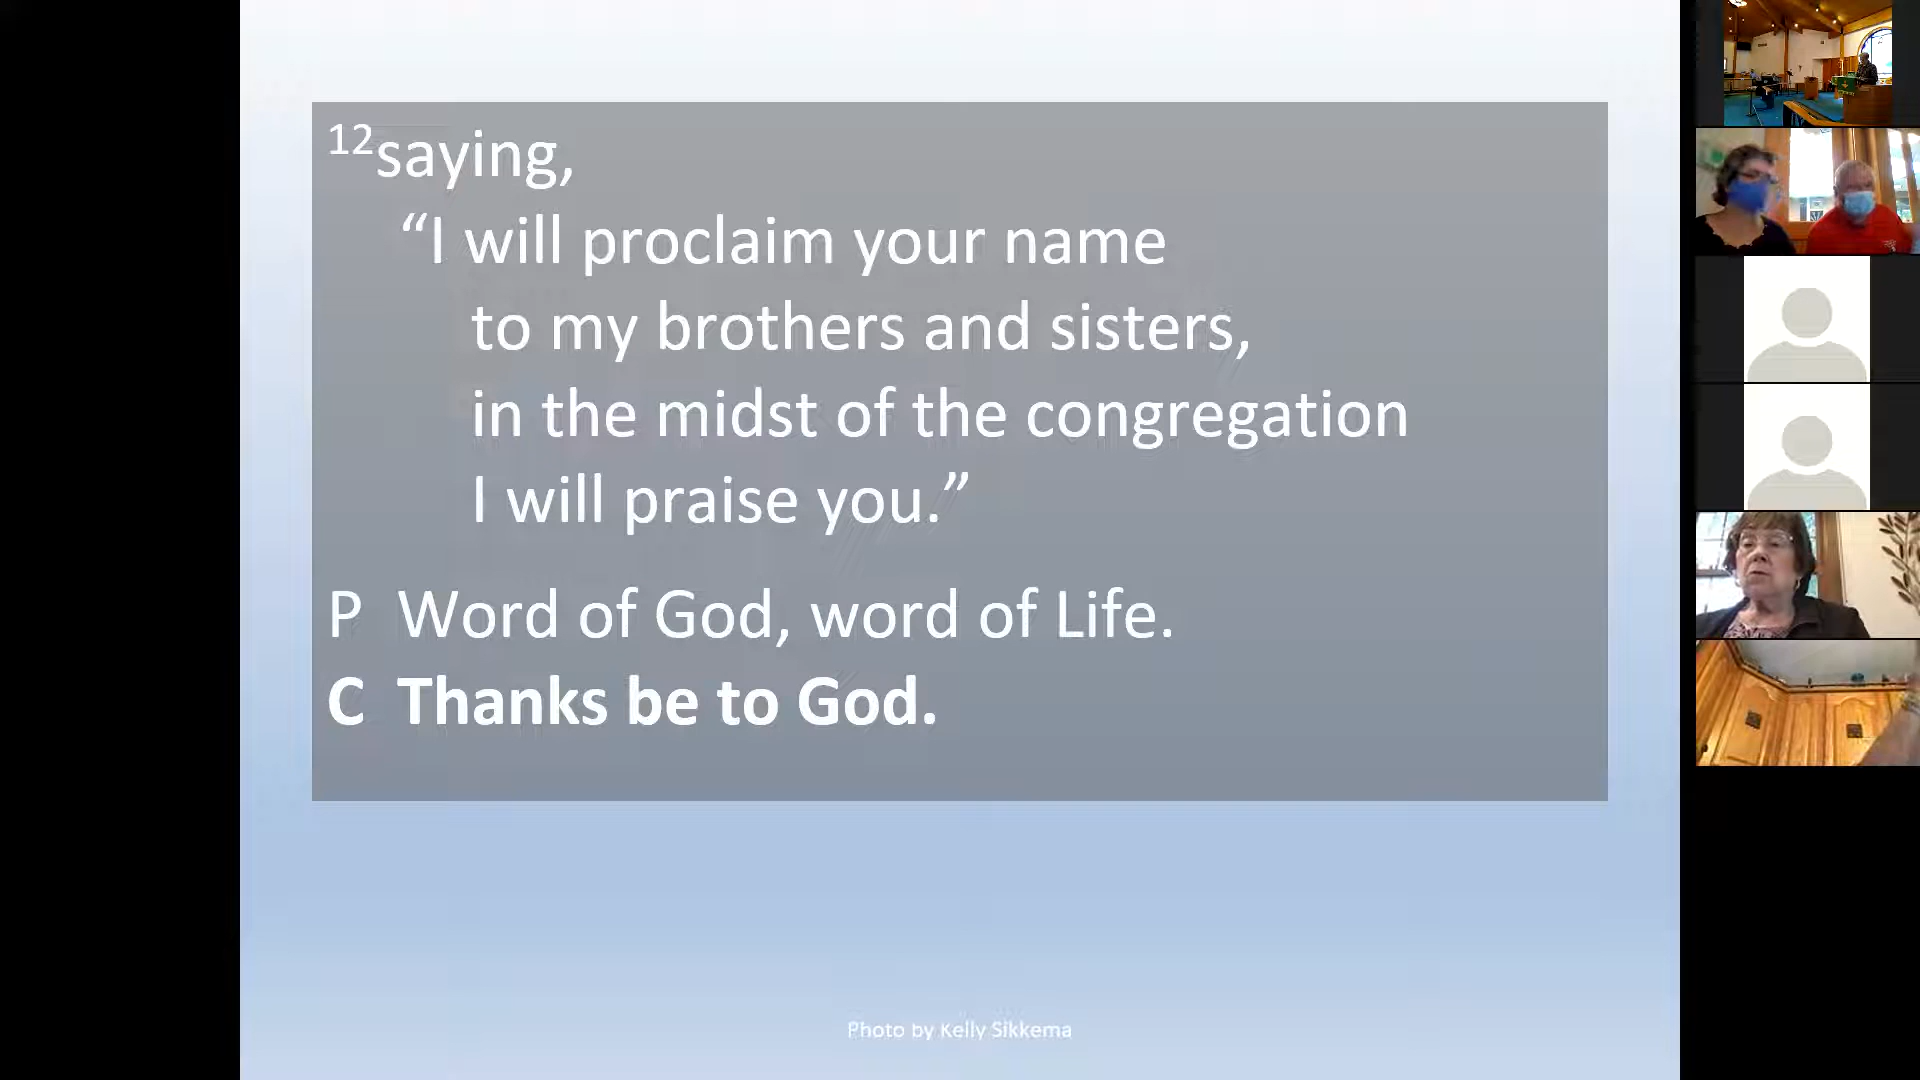 12saying,
“I will proclaim your name
to my brothers and sisters,
in the midst of the congregation
I will praise you.”
P Word of God, word of Life.
C Thanks be to God.
Photo by Kelly Sikkema